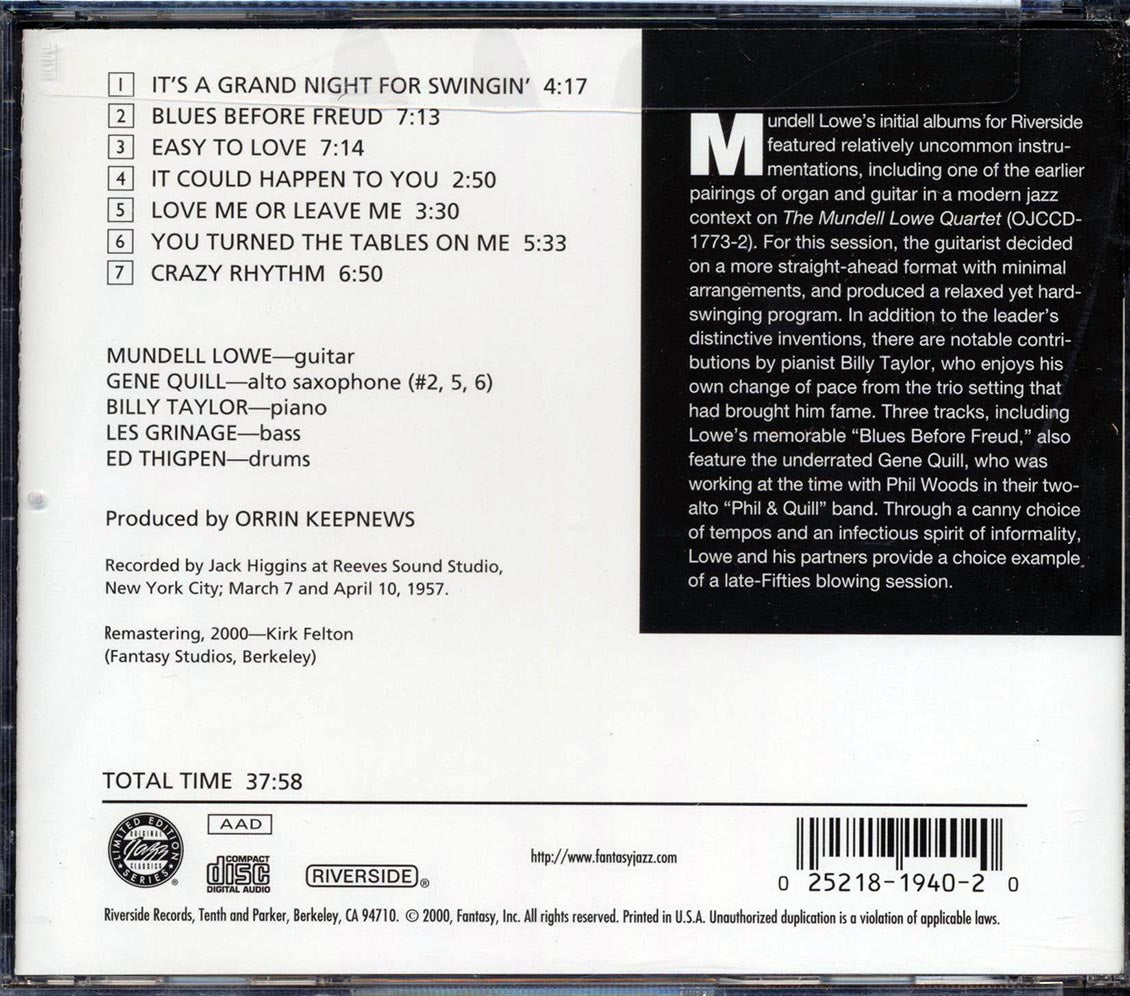 1 IT'S A GRAND NIGHT FOR SWINGIN' 4:17
2 BLUES BEFORE FREUD 7:13
3 EASY TO LOVE 7:14
4 IT COULD HAPPEN TO YOU 2:50
5 LOVE ME OR LEAVE ME 3:30
6 YOU TURNED THE TABLES ON ME 5:33
7 CRAZY RHYTHM 6:50
MUNDELL LOWE—guitar
GENE QUILL—alto saxophone (#2, 5, 6)
BILLY TAYLOR—piano
LES GRINAGE—bass
ED THIGPEN—drums
Produced by ORRIN KEEPNEWS
Recorded by Jack Higgins at Reeves Sound Studio,
New York City; March 7 and April 10, 1957.
Remastering, 2000—Kirk Felton
(Fantasy Studios, Berkeley)
Mundell Lowe's initial albums for Riverside
featured relatively uncommon instru-
mentations, including one of the earlier
pairings of organ and guitar in a modern jazz
context on The Mundell Lowe Quartet (OJCCD-
1773-2). For this session, the guitarist decided
on a more straight-ahead format with minimal
arrangements, and produced a relaxed yet hard-
swinging program. In addition to the leader's
distinctive inventions, there are notable contri-
butions by pianist Billy Taylor, who enjoys his
own change of pace from the trio setting that
had brought him fame. Three tracks, including
Lowe's memorable “Blues Before Freud,” also
feature the underrated Gene Quill, who was
working at the time with Phil Woods in their two-
alto “Phil & Quill” band. Through a canny choice
of tempos and an infectious spirit of informality,
Lowe and his partners provide a choice example
of a late-Fifties blowing session.
TOTAL TIME 37:58
LIMITED EDITION
ORIGINAL
Jazz
CLASSICS
SERIES ®
AAD
COMPACT
disc
DIGITAL AUDIO
RIVERSIDE ®
http://www.fantasyjazz.com
0 25218-1940-2 0
Riverside Records, Tenth and Parker, Berkeley, CA 94710. © 2000, Fantasy, Inc. All rights reserved. Printed in U.S.A. Unauthorized duplication is a violation of applicable laws.